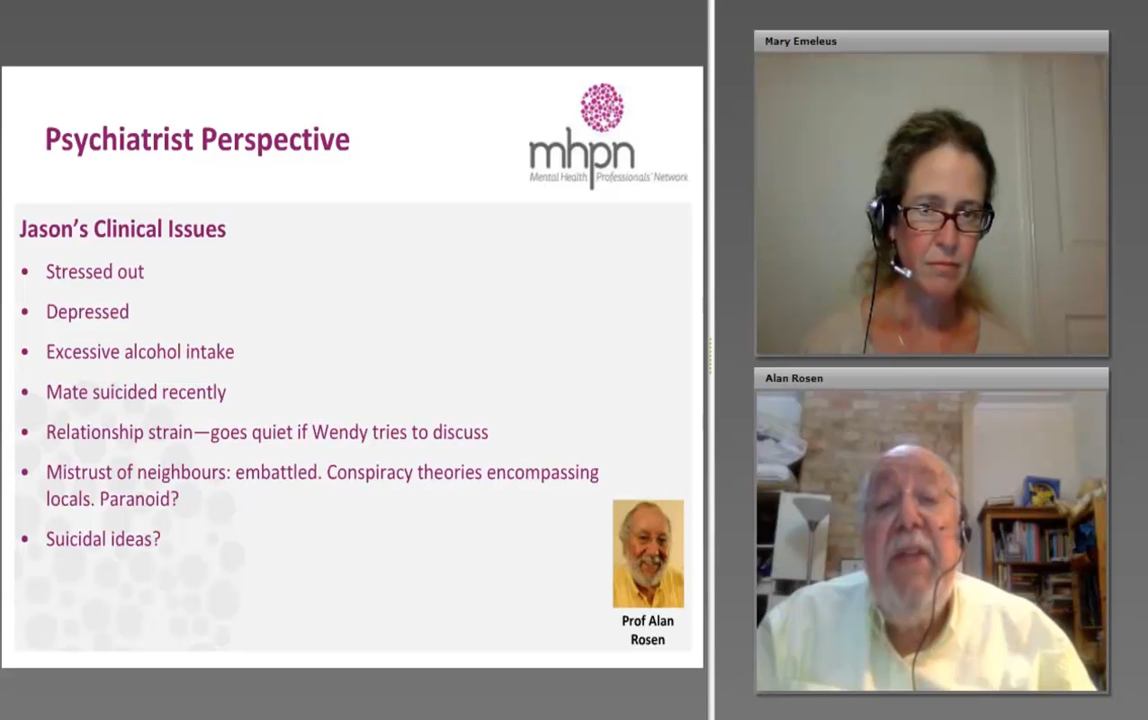 Psychiatrist Perspective
mhpn
Mental Health Professionals' Network
Jason's Clinical Issues
• Stressed out
• Depressed
• Excessive alcohol intake
• Mate suicided recently
• Relationship strain—goes quiet if Wendy tries to discuss
• Mistrust of neighbours: embattled. Conspiracy theories encompassing
locals. Paranoid?
• Suicidal ideas?
Prof Alan
Rosen
Mary Emeleus
Alan Rosen